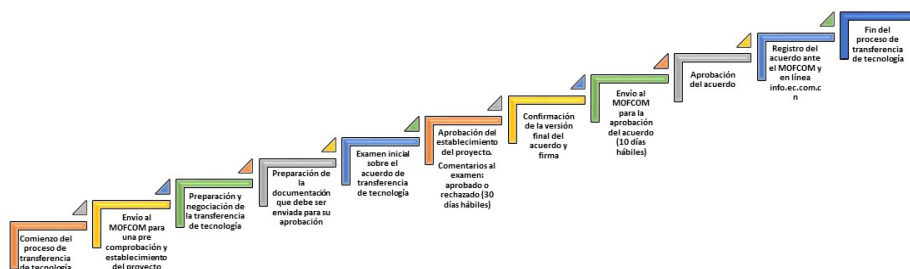 Comienzo del
proceso de
transferencia
de tecnología
Envío al
MOFCOM para
una pre
comprobación y
establecimiento
del proyecto
Preparación y
negociación de
la transferencia
de tecnología
Preparación de
la
documentación
que debe ser
enviada para su
aprobación
Examen inicial
sobre el
acuerdo de
transferencia de
tecnología
Aprobación del
establecimiento
del proyecto.
Comentarios al
examen:
aprobado o
rechazado (30
días hábiles)
Confirmación
de la versión
final del
acuerdo y
firma
Envío al
MOFCOM
para la
aprobación
del acuerdo
(10 días
hábiles)
Aprobación
del acuerdo
Registro del
acuerdo ante
el MOFCOM y
en línea
info.ec.com.c
n
Fin del
proceso de
transferencia
de tecnología